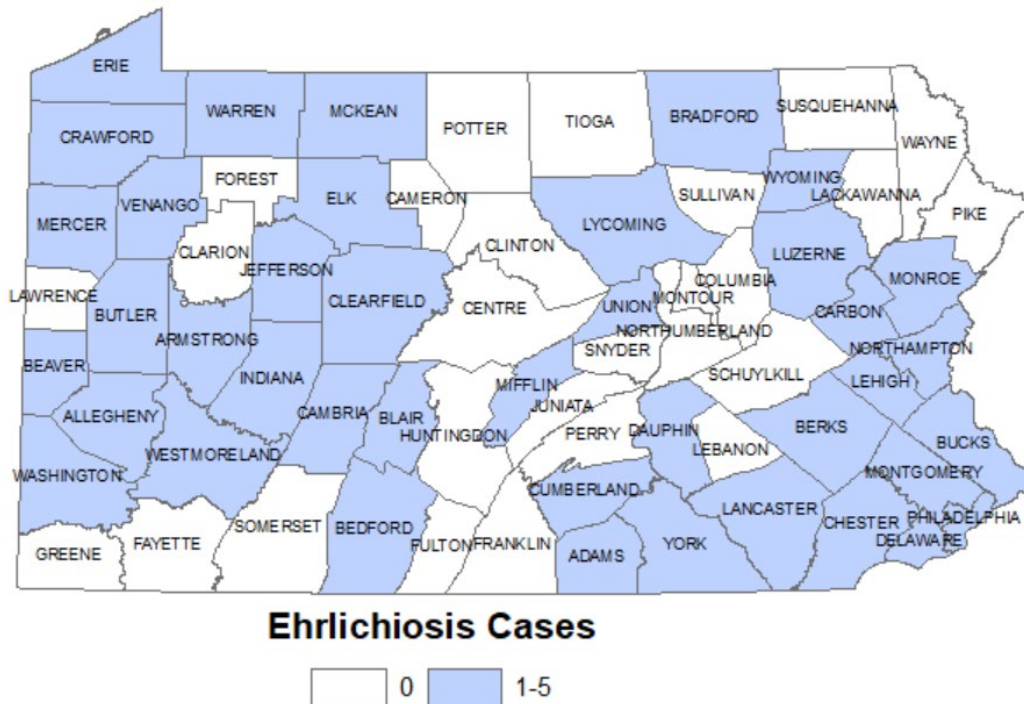 ERIE
WARREN
MCKEAN
POTTER
TIOGA
BRADFORD
SUSQUEHANNA
CRAWFORD
WAYNE
FOREST
ELK
CAMERON
SULLIVAN
WYOMING
LACKAWANNA
VENANGO
PIKE
MERCER
LYCOMING
CLARION
CLINTON
LUZERNE
JEFFERSON
COLUMBIA
MONROE
LAWRENCE
CLEARFIELD
MONTOUR
BUTLER
CENTRE
UNION
CARBON
NORTHUMBERLAND
ARMSTRONG
SNYDER
NORTHAMPTON
BEAVER
INDIANA
MIFFLIN
SCHUYLKILL
LEHIGH
ALLEGHENY
CAMBRIA
BLAIR
JUNIATA
HUNTINGDON
PERRY
DAUPHIN
BERKS
BUCKS
LEBANON
WESTMORELAND
WASHINGTON
MONTGOMERY
CUMBERLAND
LANCASTER
SOMERSET
BEDFORD
CHESTER
PHILADELPHIA
GREENE
FAYETTE
FULTON
FRANKLIN
ADAMS
YORK
DELAWARE
Ehrlichiosis Cases
0
1-5